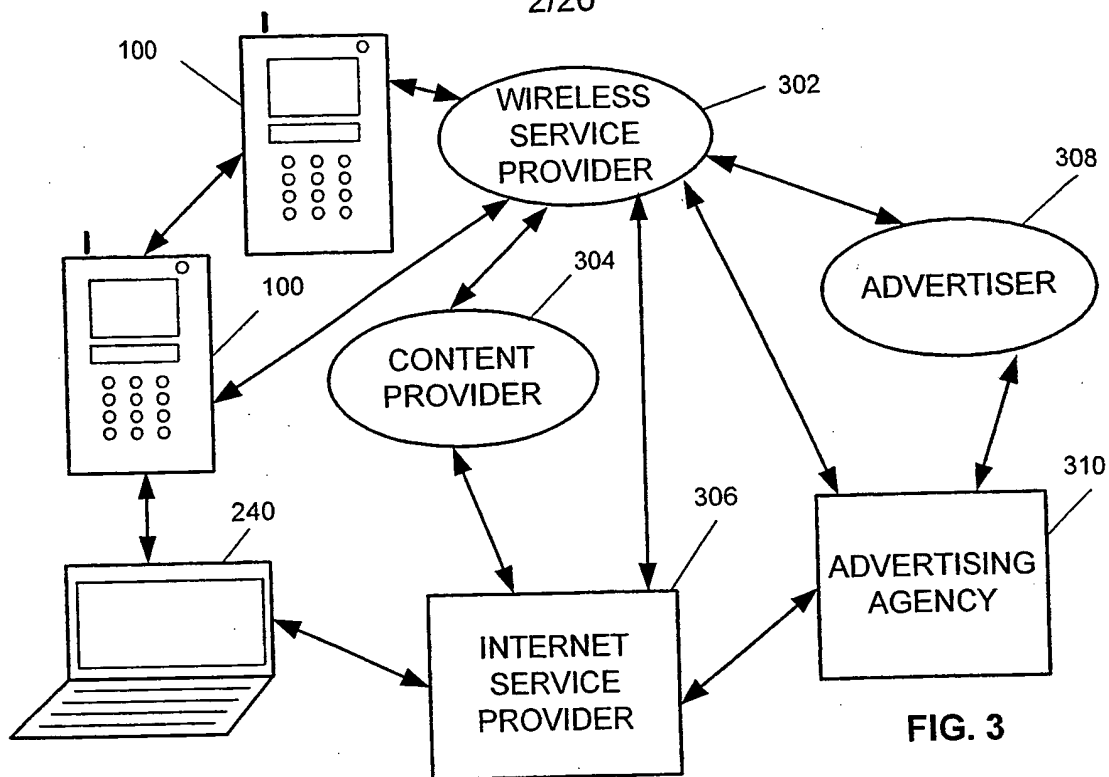 2/20
100
WIRELESS
SERVICE
PROVIDER
302
308
ADVERTISER
100
304
CONTENT
PROVIDER
240
306
310
ADVERTISING
AGENCY
INTERNET
SERVICE
PROVIDER
FIG. 3